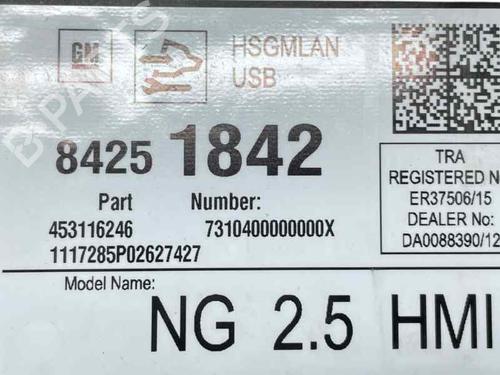 GM
HSGMLAN
USB
8425 1842
Part Number:
453116246 7310400000000X
1117285P02627427
TRA
REGISTERED N
ER37506/15
DEALER No:
DA0088390/12
Model Name:
NG 2.5 HMI
B-PARTS